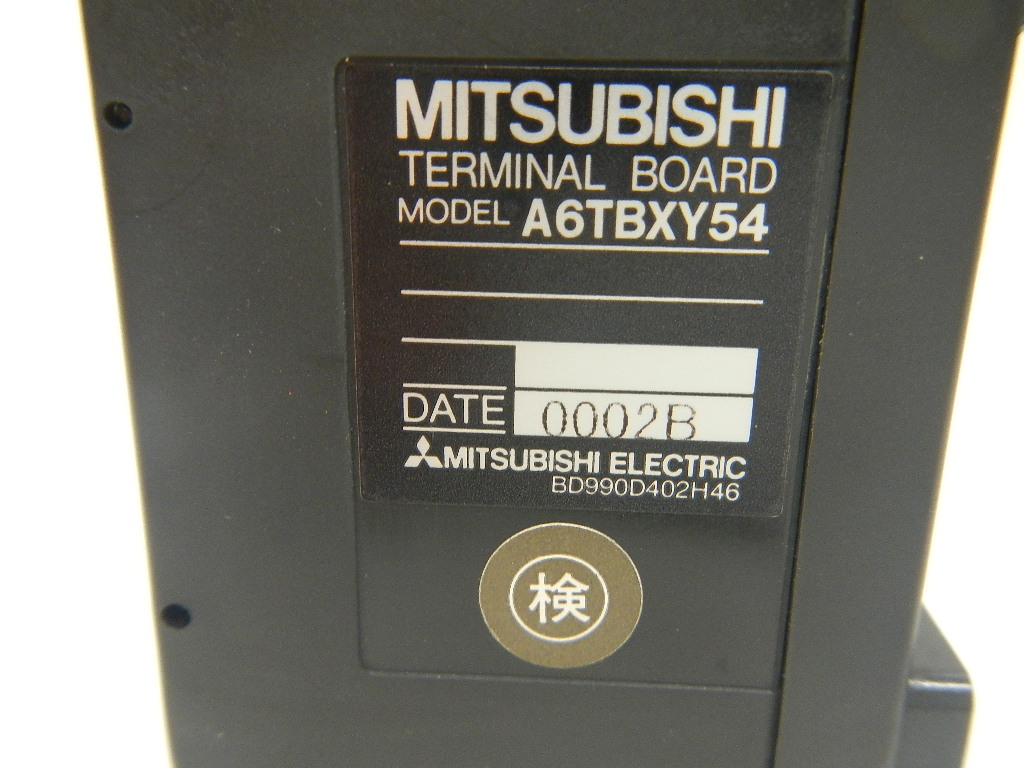 MITSUBISHI
TERMINAL BOARD
MODEL A6TBXY54
DATE 0002B
MITSUBISHI ELECTRIC
BD990D402H46
検